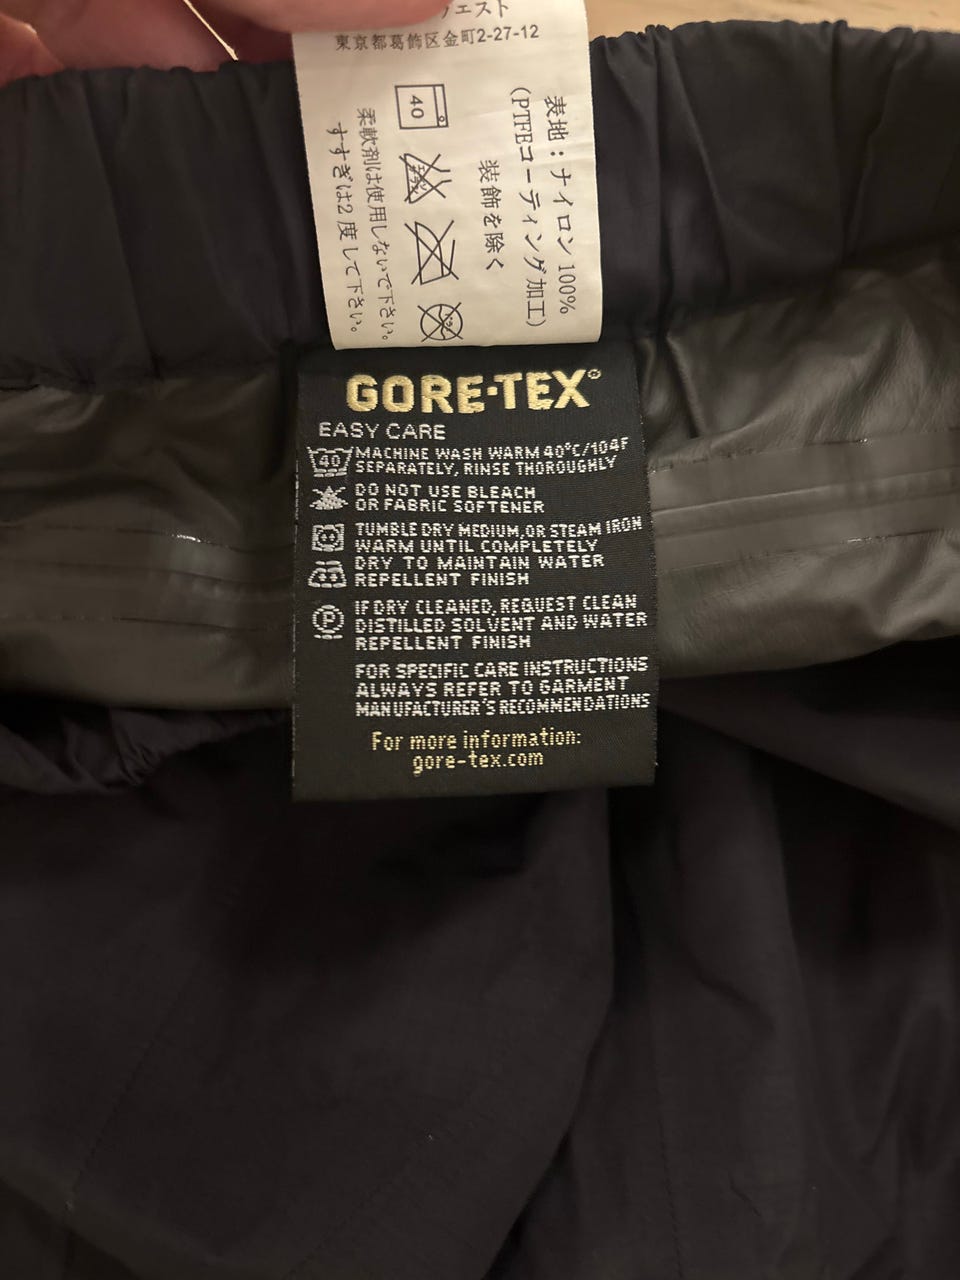 ウェスト
東京都葛飾区金町2-27-12
表地：ナイロン100%
(PTFEコーティング加工)
装飾を除く
40
柔軟剤は使用しないで下さい。
すすぎは2度して下さい。
GORE-TEX®
EASY CARE
40
MACHINE WASH WARM 40°C/104F
SEPARATELY, RINSE THOROUGHLY
DO NOT USE BLEACH
OR FABRIC SOFTENER
TUMBLE DRY MEDIUM, OR STEAM IRON
WARM UNTIL COMPLETELY
DRY TO MAINTAIN WATER
REPELLENT FINISH
P
IF DRY CLEANED, REQUEST CLEAN
DISTILLED SOLVENT AND WATER
REPELLENT FINISH
FOR SPECIFIC CARE INSTRUCTIONS
ALWAYS REFER TO GARMENT
MANUFACTURER'S RECOMMENDATIONS
For more information:
gore-tex.com